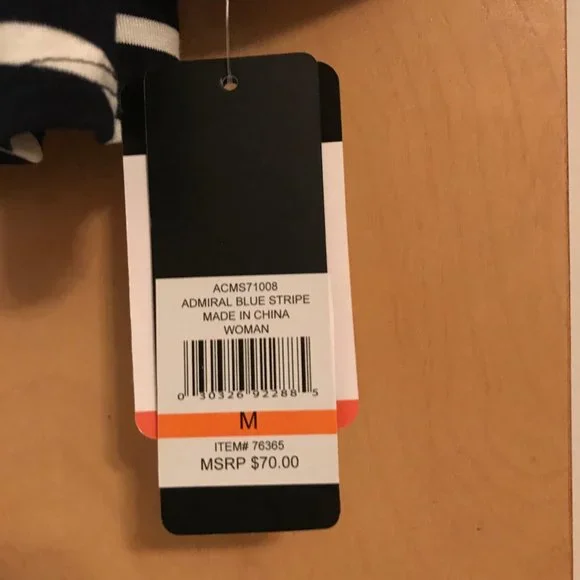 ACMS71008
ADMIRAL BLUE STRIPE
MADE IN CHINA
WOMAN
0 30326 92288 5
M
ITEM# 76365
MSRP $70.00